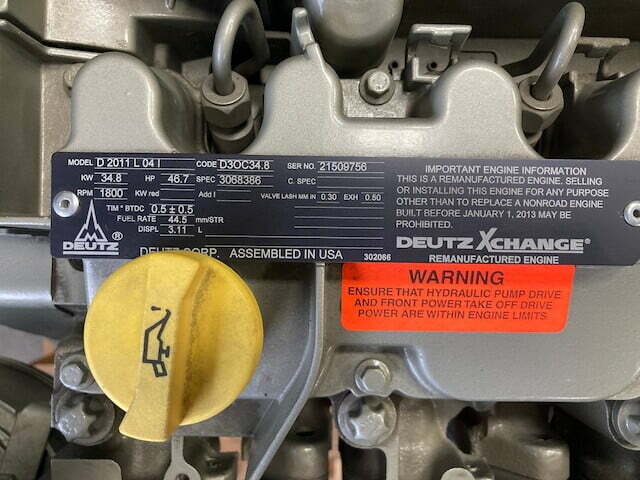 MODEL D 2011 L 04 I CODE D3OC34.8 SER NO. 21509756
KW 34.8 HP 46.7 SPEC 3068386 C. SPEC
RPM 1800 KW red Add I VALVE LASH MM IN 0.30 EXH 0.50
TIM ° BTDC 0.5 ± 0.5
FUEL RATE 44.5 mm/STR
DISPL 3.11 L
DEUTZ ®
DEUTZ CORP. ASSEMBLED IN USA 302066
IMPORTANT ENGINE INFORMATION
THIS IS A REMANUFACTURED ENGINE. SELLING
OR INSTALLING THIS ENGINE FOR ANY PURPOSE
OTHER THAN TO REPLACE A NONROAD ENGINE
BUILT BEFORE JANUARY 1, 2013 MAY BE
PROHIBITED.
DEUTZ XCHANGE®
REMANUFACTURED ENGINE
WARNING
ENSURE THAT HYDRAULIC PUMP DRIVE
AND FRONT POWER TAKE OFF DRIVE
POWER ARE WITHIN ENGINE LIMITS.